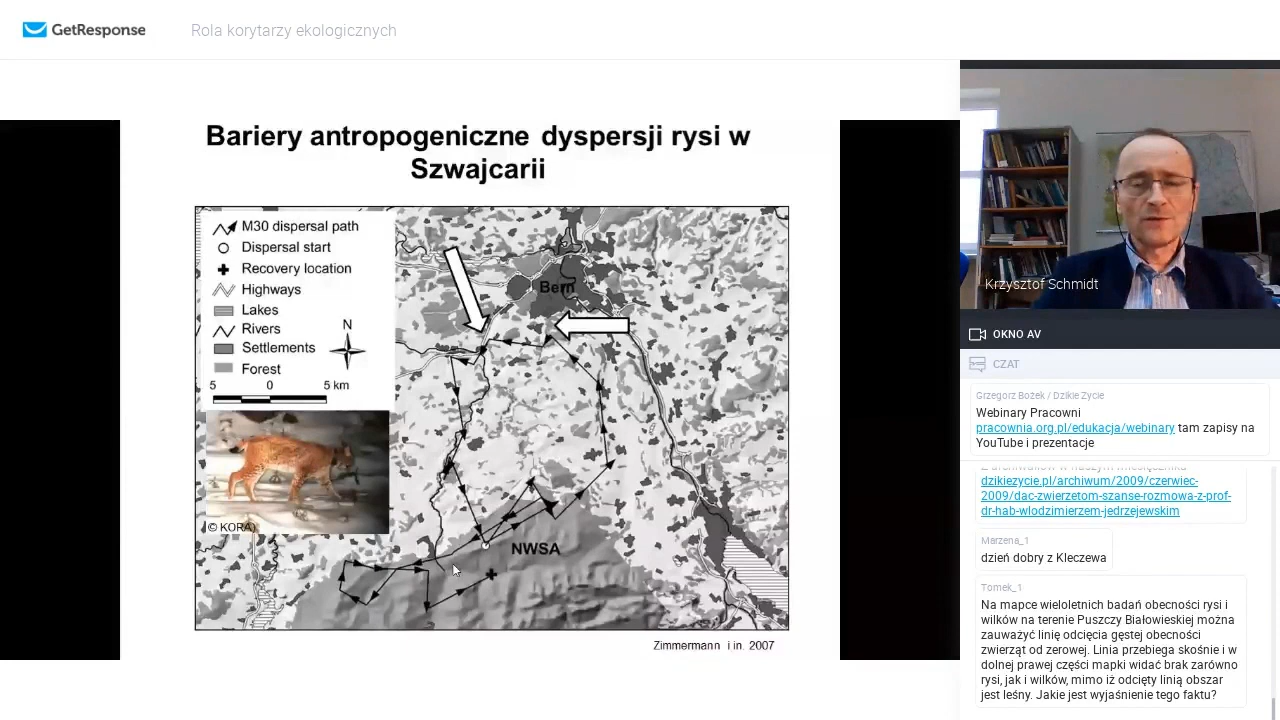 GetResponse
Rola korytarzy ekologicznych
Bariery antropogeniczne dyspersji rysi w
Szwajcarii
M30 dispersal path
Dispersal start
Recovery location
Highways
Lakes
Rivers
Settlements
Forest
N
5 0 5 km
Bern
NWSA
© KORA
Zimmermann i in. 2007
Krzysztof Schmidt
OKNO AV
CZAT
Grzegorz Bożek / Dzikie Życie
Webinary Pracowni
pracownia.org.pl/edukacja/webinary tam zapisy na
YouTube i prezentacje
Z archiwaliów w naszym miesięczniku
dzikiezycie.pl/archiwum/2009/czerwiec-
2009/dac-zwierzetom-szanse-rozmowa-z-prof-
dr-hab-wlodzimierzem-jedrzejewskim
Marzena_1
dzień dobry z Kleczewa
Tomek_1
Na mapce wieloletnich badań obecności rysi i
wilków na terenie Puszczy Białowieskiej można
zauważyć linię odcięcia gęstej obecności
zwierząt od zerowej. Linia przebiega skośnie i w
dolnej prawej części mapki widać brak zarówno
rysi, jak i wilków, mimo iż odcięty linią obszar
jest leśny. Jakie jest wyjaśnienie tego faktu?